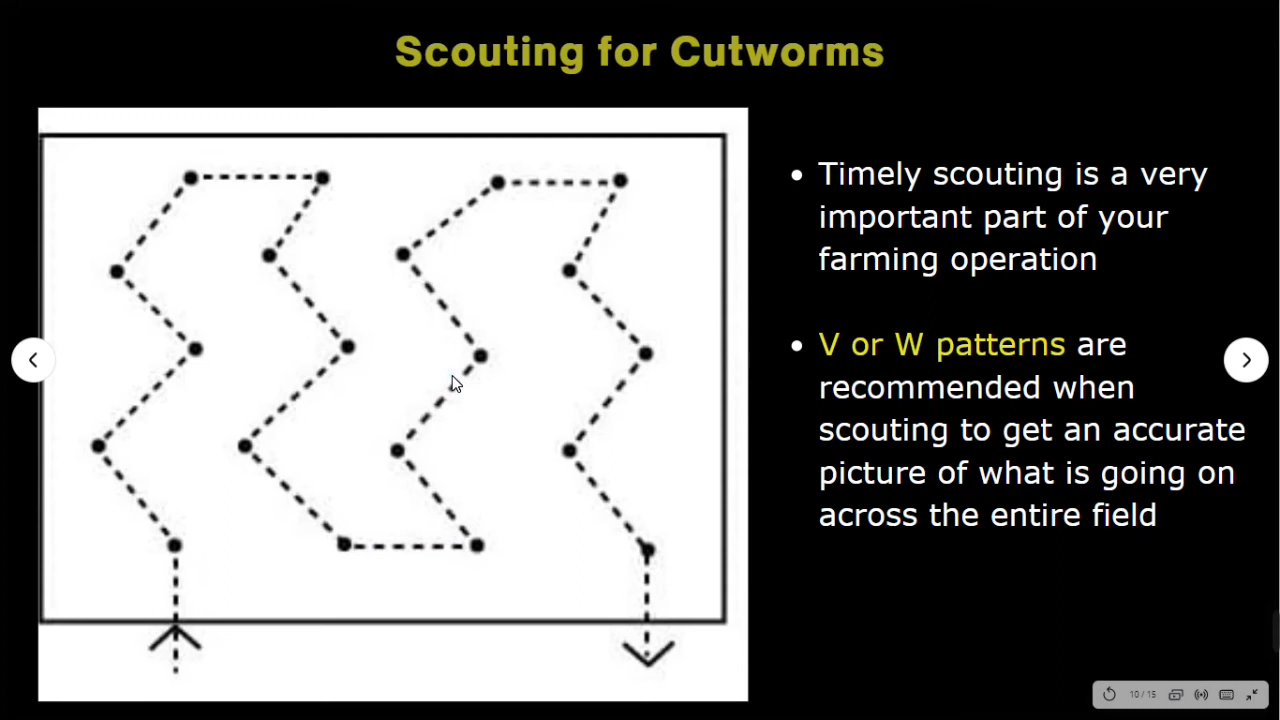 Scouting for Cutworms
• Timely scouting is a very
important part of your
farming operation
• V or W patterns are
recommended when
scouting to get an accurate
picture of what is going on
across the entire field
10 / 15